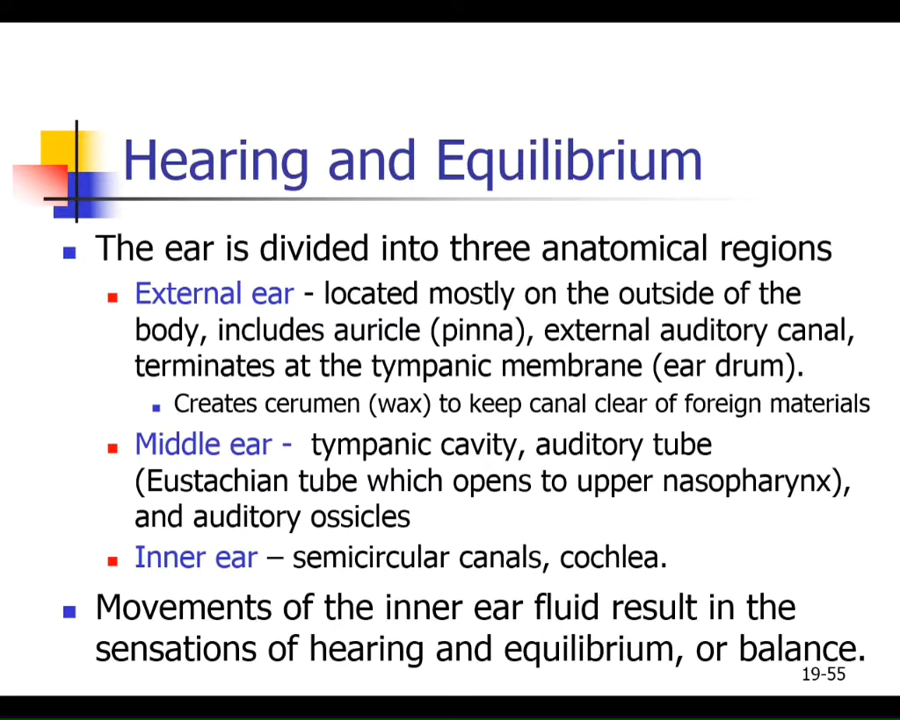 Hearing and Equilibrium
The ear is divided into three anatomical regions
External ear - located mostly on the outside of the
body, includes auricle (pinna), external auditory canal,
terminates at the tympanic membrane (ear drum).
Creates cerumen (wax) to keep canal clear of foreign materials
Middle ear - tympanic cavity, auditory tube
(Eustachian tube which opens to upper nasopharynx),
and auditory ossicles
Inner ear – semicircular canals, cochlea.
Movements of the inner ear fluid result in the
sensations of hearing and equilibrium, or balance.
19-55